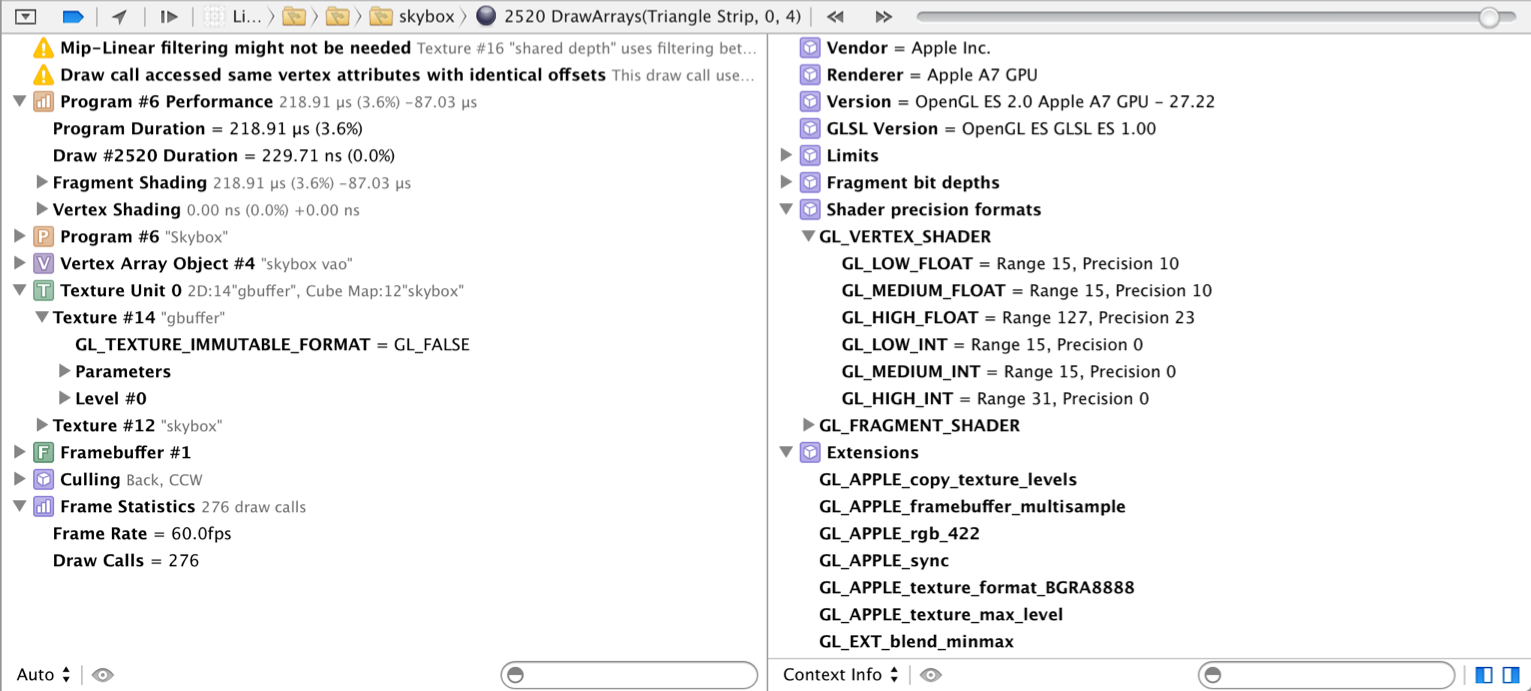 Li... skybox 2520 DrawArrays(Triangle Strip, 0, 4)
Mip-Linear filtering might not be needed Texture #16 "shared depth" uses filtering bet...
Draw call accessed same vertex attributes with identical offsets This draw call use...
Program #6 Performance 218.91 µs (3.6%) -87.03 µs
Program Duration = 218.91 µs (3.6%)
Draw #2520 Duration = 229.71 ns (0.0%)
Fragment Shading 218.91 µs (3.6%) -87.03 µs
Vertex Shading 0.00 ns (0.0%) +0.00 ns
P Program #6 "Skybox"
V Vertex Array Object #4 "skybox vao"
T Texture Unit 0 2D:14"gbuffer", Cube Map:12"skybox"
Texture #14 "gbuffer"
GL_TEXTURE_IMMUTABLE_FORMAT = GL_FALSE
Parameters
Level #0
Texture #12 "skybox"
F Framebuffer #1
Culling Back, CCW
Frame Statistics 276 draw calls
Frame Rate = 60.0fps
Draw Calls = 276
Auto
Vendor = Apple Inc.
Renderer = Apple A7 GPU
Version = OpenGL ES 2.0 Apple A7 GPU - 27.22
GLSL Version = OpenGL ES GLSL ES 1.00
Limits
Fragment bit depths
Shader precision formats
GL_VERTEX_SHADER
GL_LOW_FLOAT = Range 15, Precision 10
GL_MEDIUM_FLOAT = Range 15, Precision 10
GL_HIGH_FLOAT = Range 127, Precision 23
GL_LOW_INT = Range 15, Precision 0
GL_MEDIUM_INT = Range 15, Precision 0
GL_HIGH_INT = Range 31, Precision 0
GL_FRAGMENT_SHADER
Extensions
GL_APPLE_copy_texture_levels
GL_APPLE_framebuffer_multisample
GL_APPLE_rgb_422
GL_APPLE_sync
GL_APPLE_texture_format_BGRA8888
GL_APPLE_texture_max_level
GL_EXT_blend_minmax
Context Info